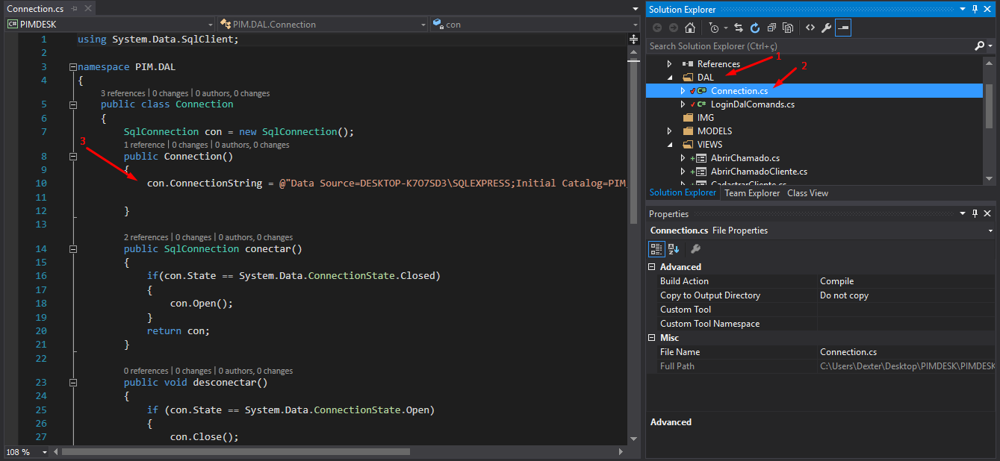 Connection.cs
PIMDESK
PIM.DAL.Connection
con
1 using System.Data.SqlClient;
2
3 namespace PIM.DAL
4 {
3 references | 0 changes | 0 authors, 0 changes
5 public class Connection
6 {
7 SqlConnection con = new SqlConnection();
1 reference | 0 changes | 0 authors, 0 changes
8 public Connection()
9 {
3
10 con.ConnectionString = @"Data Source=DESKTOP-K7O7SD3\SQLEXPRESS;Initial Catalog=PIM_
11
12 }
13
2 references | 0 changes | 0 authors, 0 changes
14 public SqlConnection conectar()
15 {
16 if(con.State == System.Data.ConnectionState.Closed)
17 {
18 con.Open();
19 }
20 return con;
21 }
22
0 references | 0 changes | 0 authors, 0 changes
23 public void desconectar()
24 {
25 if (con.State == System.Data.ConnectionState.Open)
26 {
27 con.Close();
108 %
Solution Explorer
Search Solution Explorer (Ctrl+ç)
References
1
DAL
2
C# Connection.cs
C# LoginDalComands.cs
IMG
MODELS
VIEWS
AbrirChamado.cs
AbrirChamadoCliente.cs
CadastrarCliente.cs
Solution Explorer Team Explorer Class View
Properties
Connection.cs File Properties
Advanced
Build Action Compile
Copy to Output Directory Do not copy
Custom Tool
Custom Tool Namespace
Misc
File Name Connection.cs
Full Path C:\Users\Dexter\Desktop\PIMDESK\PIMDESK
Advanced